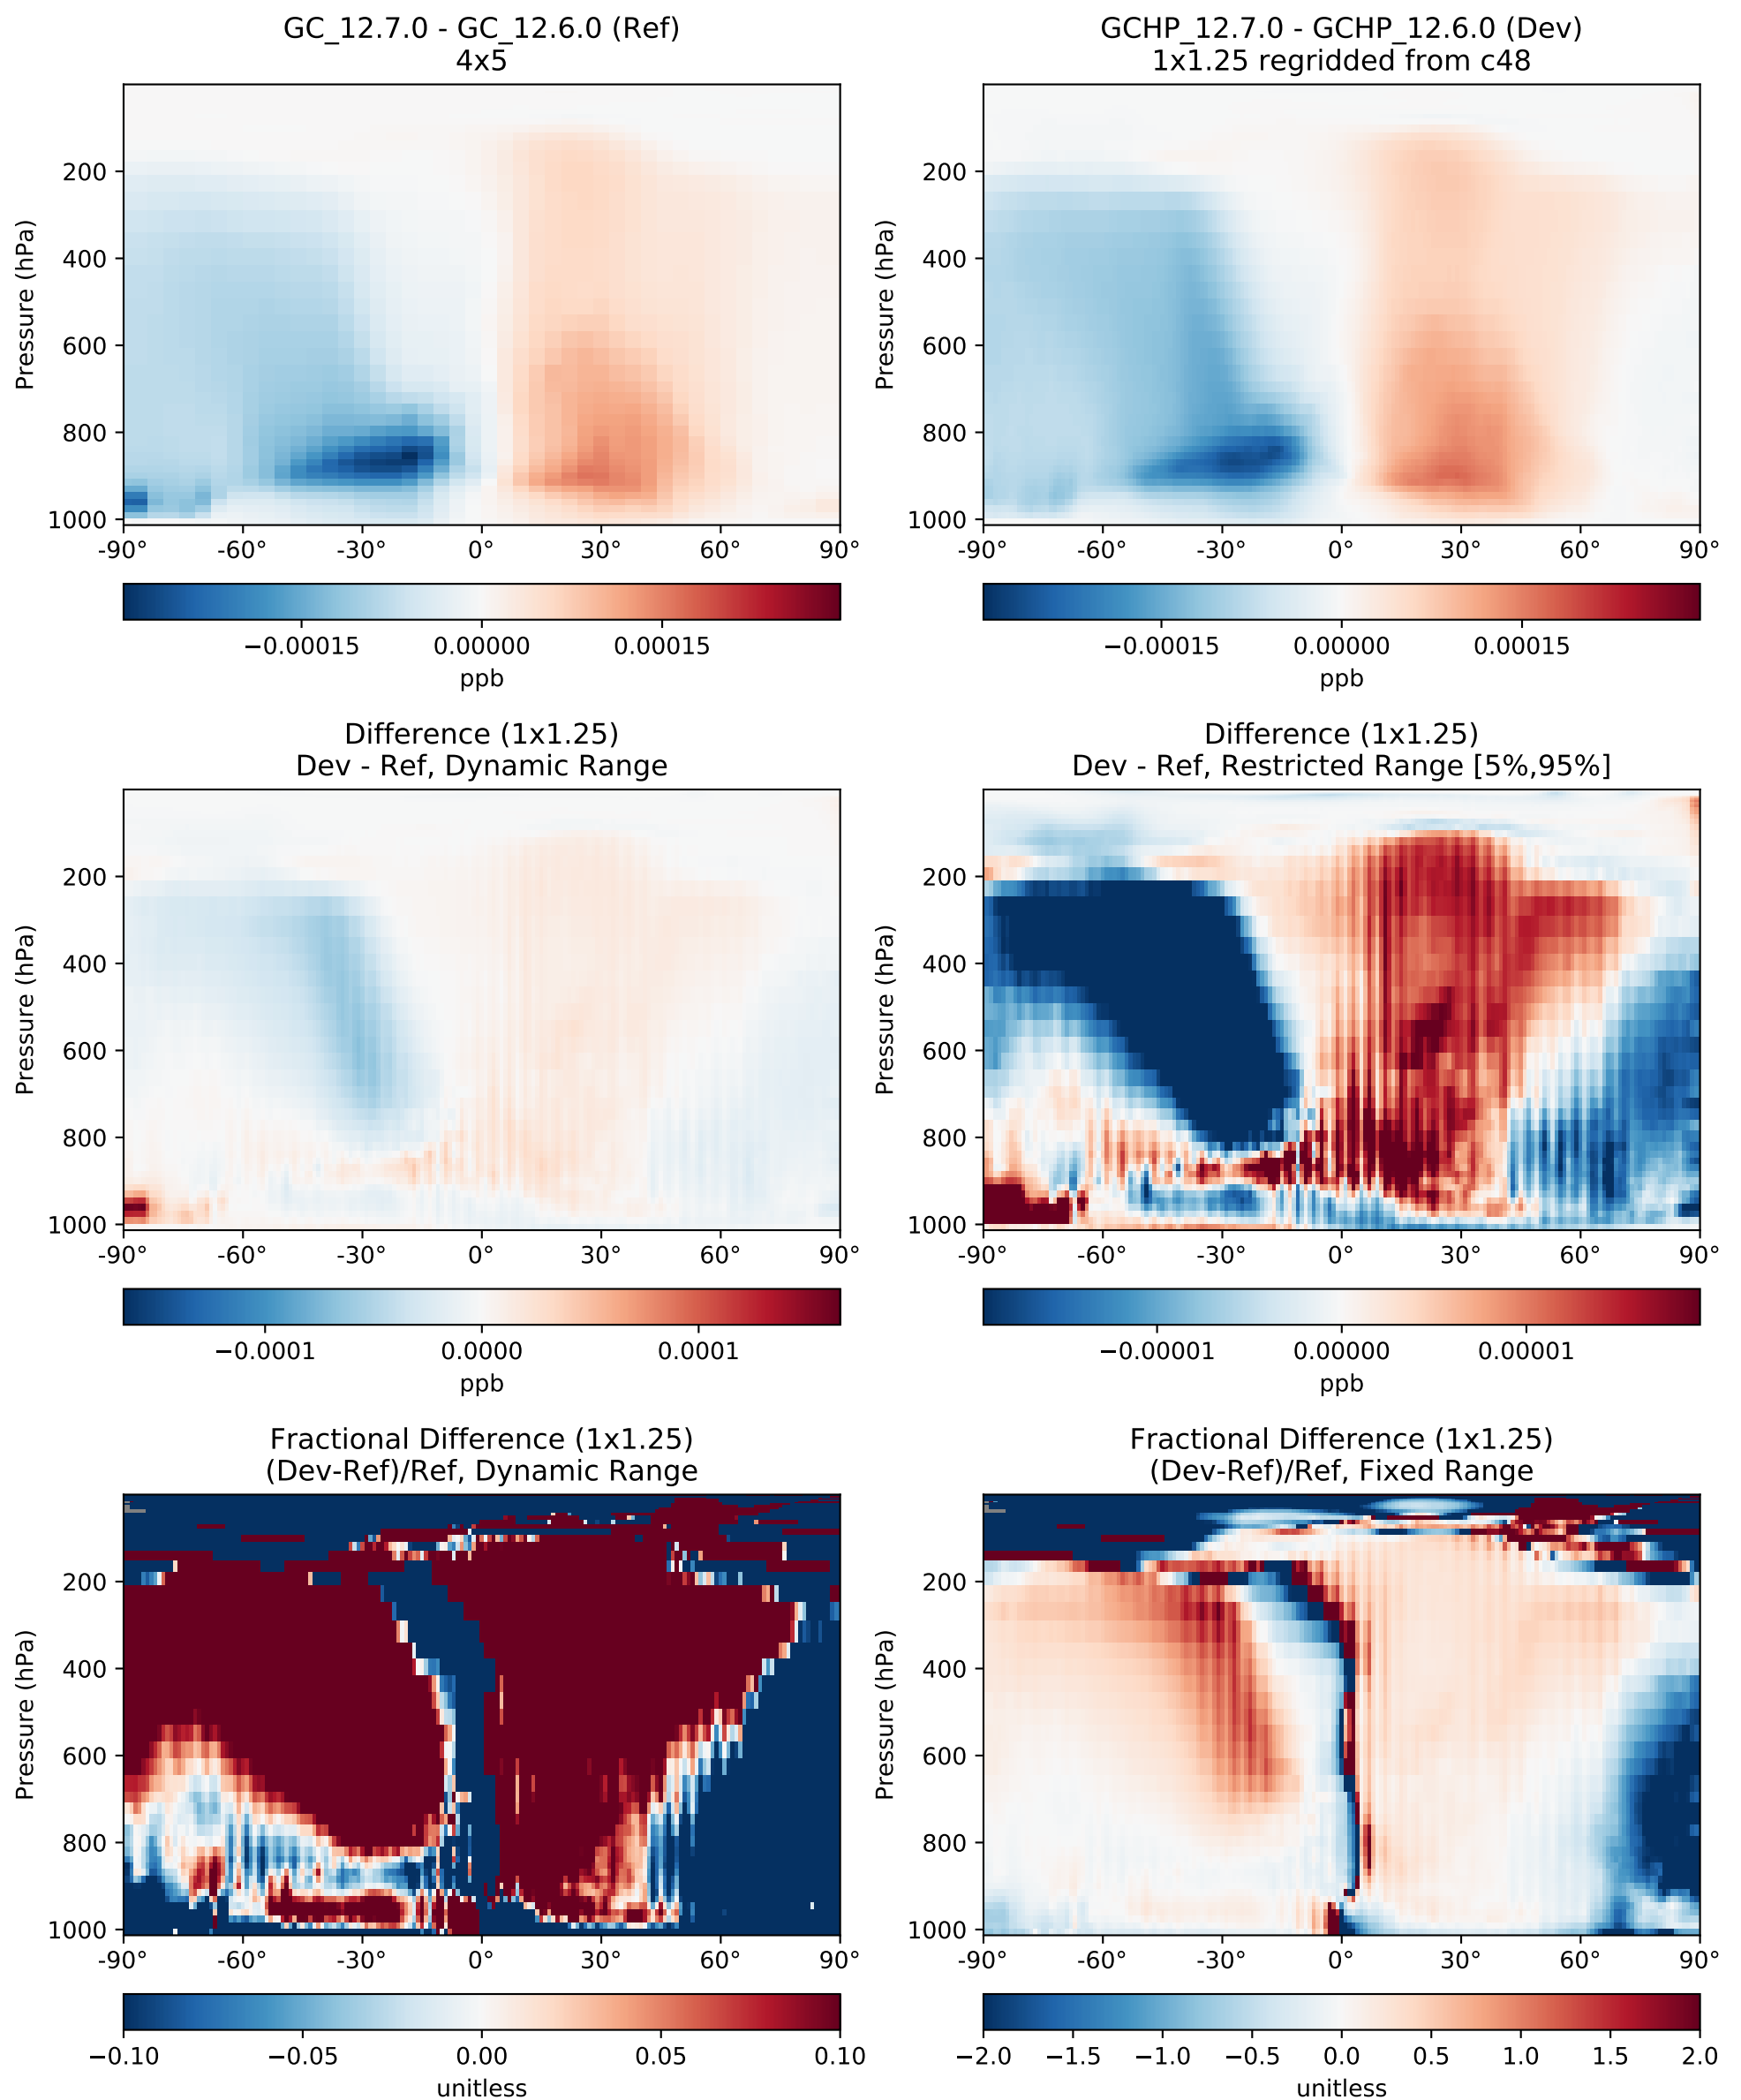 GC_12.7.0 - GC_12.6.0 (Ref)
4x5
Pressure (hPa)
200
400
600
800
1000
-90° -60° -30° 0° 30° 60° 90°
−0.00015 0.00000 0.00015
ppb
GCHP_12.7.0 - GCHP_12.6.0 (Dev)
1x1.25 regridded from c48
Pressure (hPa)
200
400
600
800
1000
-90° -60° -30° 0° 30° 60° 90°
−0.00015 0.00000 0.00015
ppb
Difference (1x1.25)
Dev - Ref, Dynamic Range
Pressure (hPa)
200
400
600
800
1000
-90° -60° -30° 0° 30° 60° 90°
−0.0001 0.0000 0.0001
ppb
Difference (1x1.25)
Dev - Ref, Restricted Range [5%,95%]
Pressure (hPa)
200
400
600
800
1000
-90° -60° -30° 0° 30° 60° 90°
−0.00001 0.00000 0.00001
ppb
Fractional Difference (1x1.25)
(Dev-Ref)/Ref, Dynamic Range
Pressure (hPa)
200
400
600
800
1000
-90° -60° -30° 0° 30° 60° 90°
−0.10 −0.05 0.00 0.05 0.10
unitless
Fractional Difference (1x1.25)
(Dev-Ref)/Ref, Fixed Range
Pressure (hPa)
200
400
600
800
1000
-90° -60° -30° 0° 30° 60° 90°
−2.0 −1.5 −1.0 −0.5 0.0 0.5 1.0 1.5 2.0
unitless